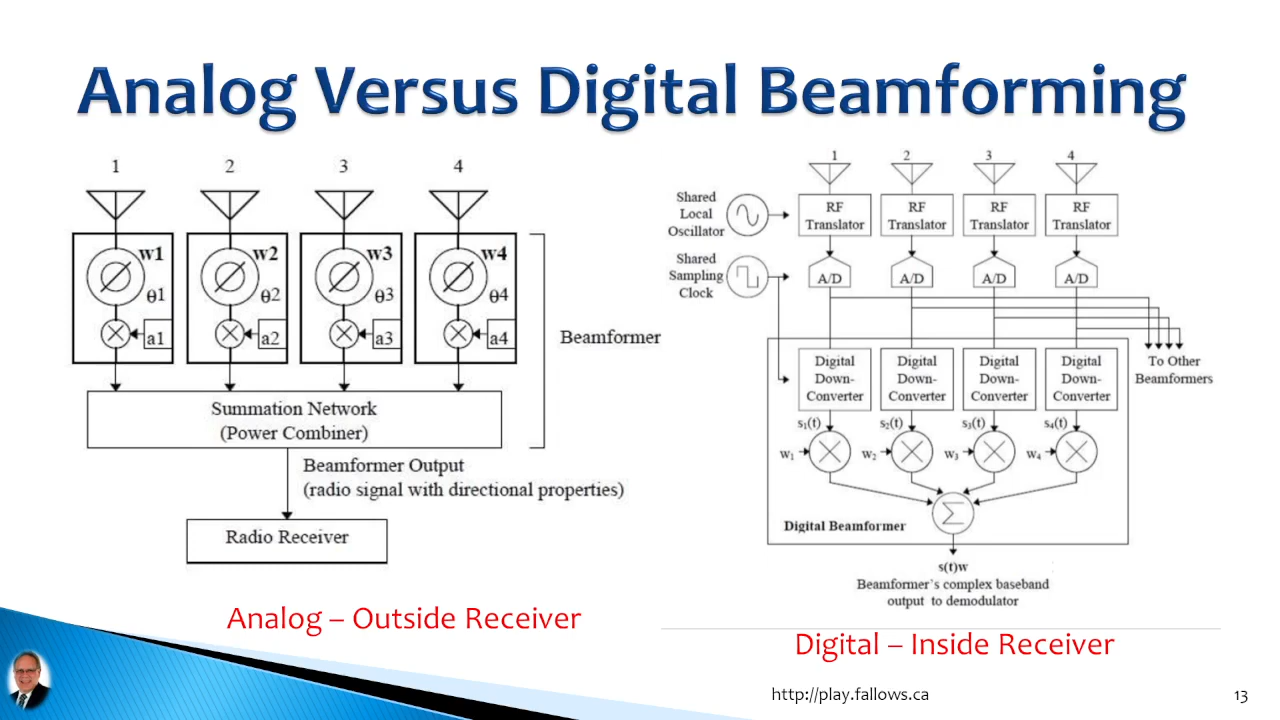 Analog Versus Digital Beamforming
1 2 3 4
w1 w2 w3 w4
θ1 θ2 θ3 θ4
a1 a2 a3 a4
Beamformer
Summation Network
(Power Combiner)
Beamformer Output
(radio signal with directional properties)
Radio Receiver
Analog – Outside Receiver
1 2 3 4
Shared
Local
Oscillator
RF
Translator
RF
Translator
RF
Translator
RF
Translator
Shared
Sampling
Clock
A/D A/D A/D A/D
To Other
Beamformers
Digital
Down-
Converter
Digital
Down-
Converter
Digital
Down-
Converter
Digital
Down-
Converter
s₁(t) s₂(t) s₃(t) s₄(t)
w₁ w₂ w₃ w₄
Σ
Digital Beamformer
s(t)w
Beamformer's complex baseband
output to demodulator
Digital – Inside Receiver
http://play.fallows.ca
13